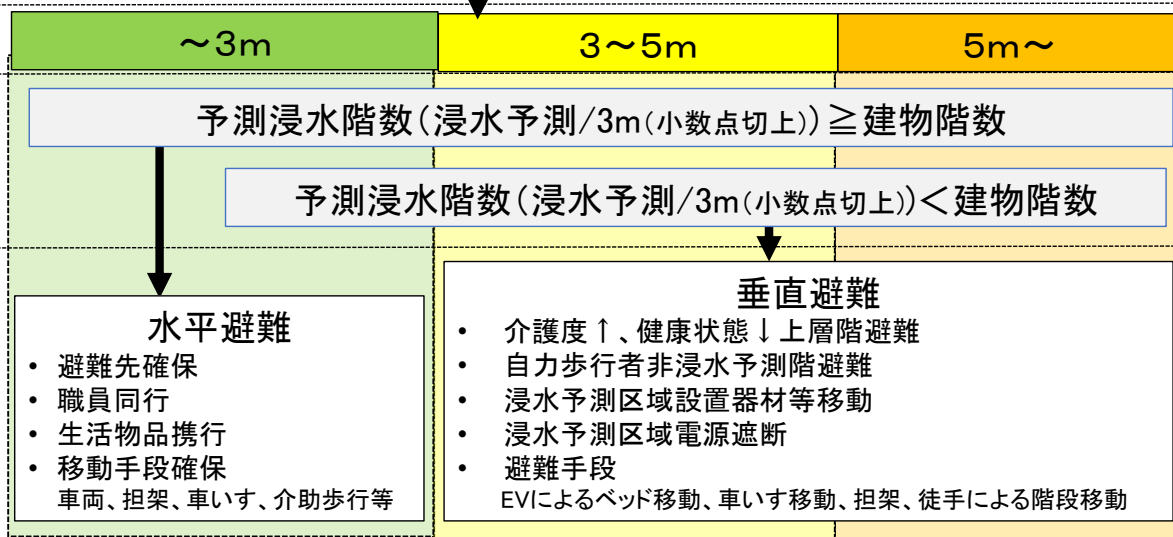 ～3m
3～5m
5m～
予測浸水階数(浸水予測/3m(小数点切上))≧建物階数
予測浸水階数(浸水予測/3m(小数点切上))＜建物階数
水平避難
• 避難先確保
• 職員同行
• 生活物品携行
• 移動手段確保
車両、担架、車いす、介助歩行等
垂直避難
• 介護度↑、健康状態↓上層階避難
• 自力歩行者非浸水予測階避難
• 浸水予測区域設置器材等移動
• 浸水予測区域電源遮断
• 避難手段
EVによるベッド移動、車いす移動、担架、徒手による階段移動